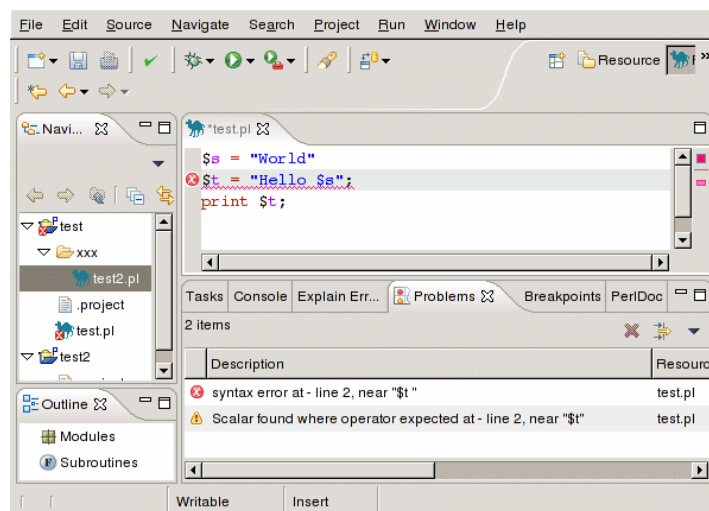 File Edit Source Navigate Search Project Run Window Help
Resource
Navi...
test
xxx
test2.pl
.project
test.pl
test2
*test.pl
$s = "World"
$t = "Hello $s";
print $t;
Tasks Console Explain Err... Problems Breakpoints PerlDoc
2 items
Description Resourc
syntax error at - line 2, near "$t " test.pl
Scalar found where operator expected at - line 2, near "$t" test.pl
Outline
Modules
Subroutines
Writable Insert